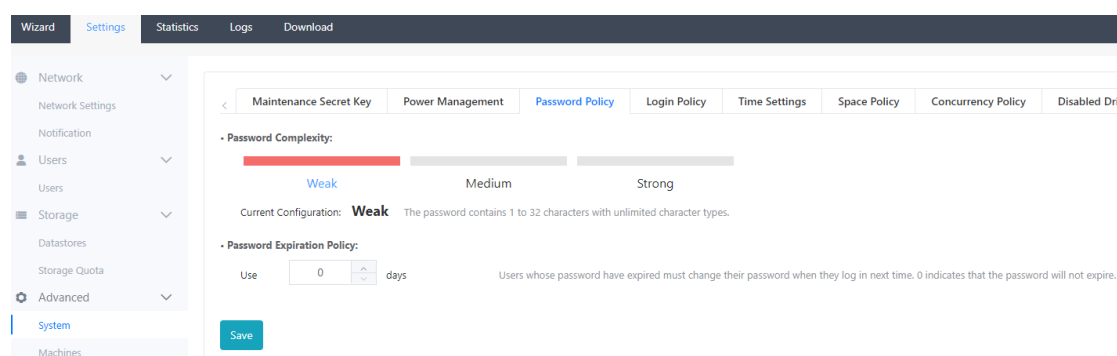 Wizard Settings Statistics Logs Download
Network
Network Settings
Notification
Users
Users
Storage
Datastores
Storage Quota
Advanced
System
Machines
< Maintenance Secret Key Power Management Password Policy Login Policy Time Settings Space Policy Concurrency Policy Disabled Dri
• Password Complexity:
Weak Medium Strong
Current Configuration: Weak The password contains 1 to 32 characters with unlimited character types.
• Password Expiration Policy:
Use 0 days Users whose password have expired must change their password when they log in next time. 0 indicates that the password will not expire.
Save